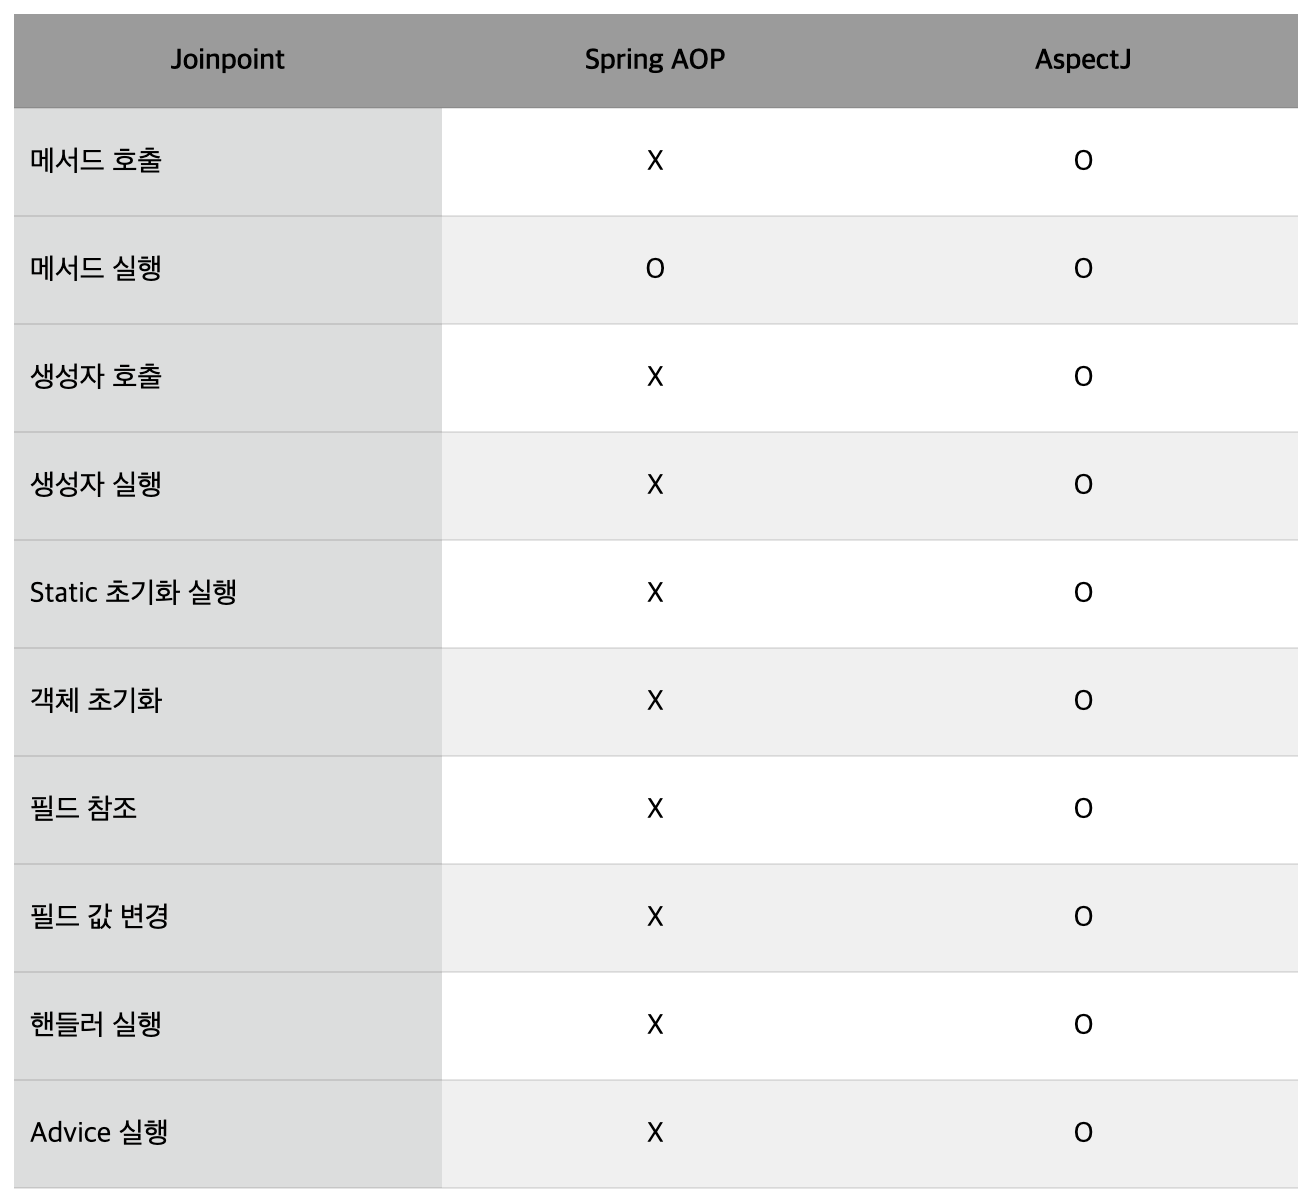 Joinpoint Spring AOP AspectJ
메서드 호출 X O
메서드 실행 O O
생성자 호출 X O
생성자 실행 X O
Static 초기화 실행 X O
객체 초기화 X O
필드 참조 X O
필드 값 변경 X O
핸들러 실행 X O
Advice 실행 X O